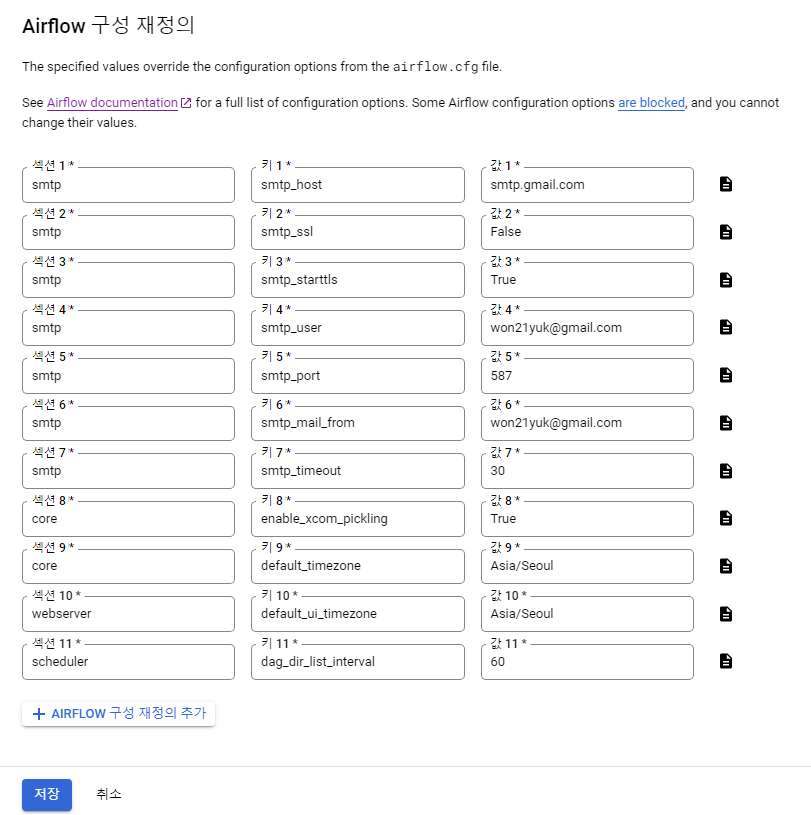 Airflow 구성 재정의
The specified values override the configuration options from the airflow.cfg file.
See Airflow documentation for a full list of configuration options. Some Airflow configuration options are blocked, and you cannot
change their values.
섹션 1 * 키 1 * 값 1 *
smtp smtp_host smtp.gmail.com
섹션 2 * 키 2 * 값 2 *
smtp smtp_ssl False
섹션 3 * 키 3 * 값 3 *
smtp smtp_starttls True
섹션 4 * 키 4 * 값 4 *
smtp smtp_user won21yuk@gmail.com
섹션 5 * 키 5 * 값 5 *
smtp smtp_port 587
섹션 6 * 키 6 * 값 6 *
smtp smtp_mail_from won21yuk@gmail.com
섹션 7 * 키 7 * 값 7 *
smtp smtp_timeout 30
섹션 8 * 키 8 * 값 8 *
core enable_xcom_pickling True
섹션 9 * 키 9 * 값 9 *
core default_timezone Asia/Seoul
섹션 10 * 키 10 * 값 10 *
webserver default_ui_timezone Asia/Seoul
섹션 11 * 키 11 * 값 11 *
scheduler dag_dir_list_interval 60
+ AIRFLOW 구성 재정의 추가
저장 취소